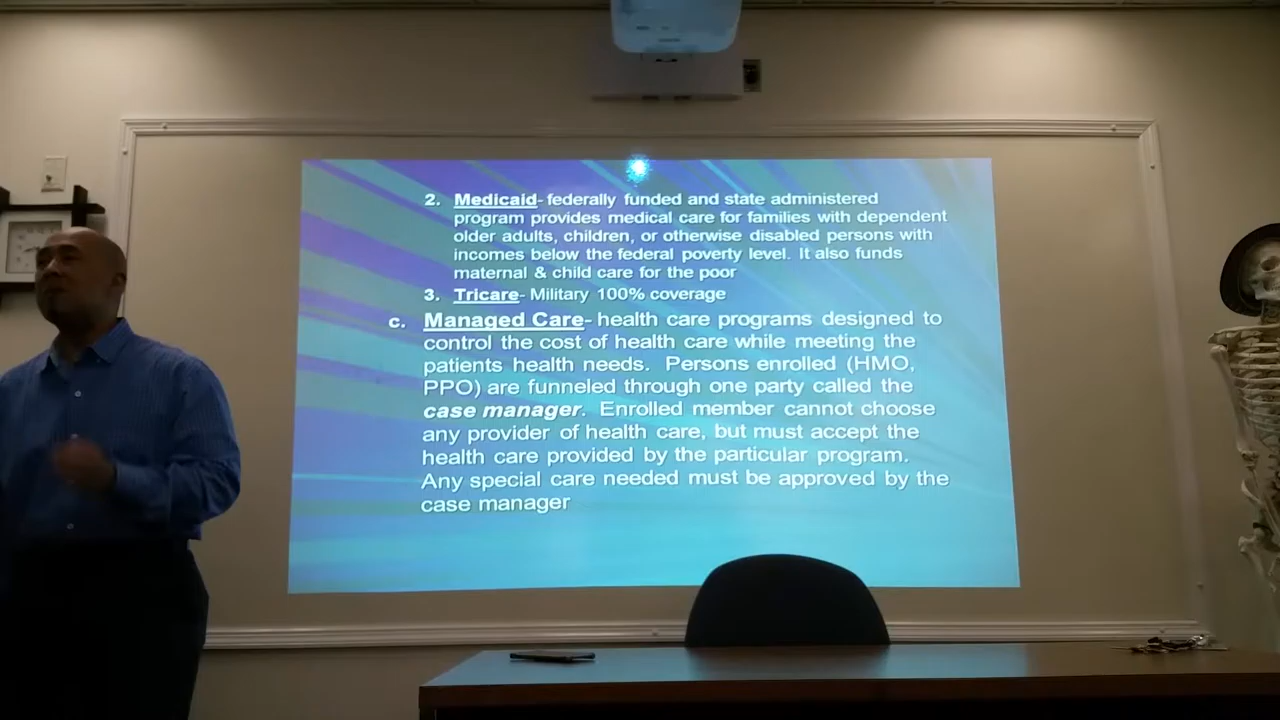 2. Medicaid- federally funded and state administered
program provides medical care for families with dependent
older adults, children, or otherwise disabled persons with
incomes below the federal poverty level. It also funds
maternal & child care for the poor
3. Tricare- Military 100% coverage
c. Managed Care- health care programs designed to
control the cost of health care while meeting the
patients health needs. Persons enrolled (HMO,
PPO) are funneled through one party called the
case manager. Enrolled member cannot choose
any provider of health care, but must accept the
health care provided by the particular program.
Any special care needed must be approved by the
case manager